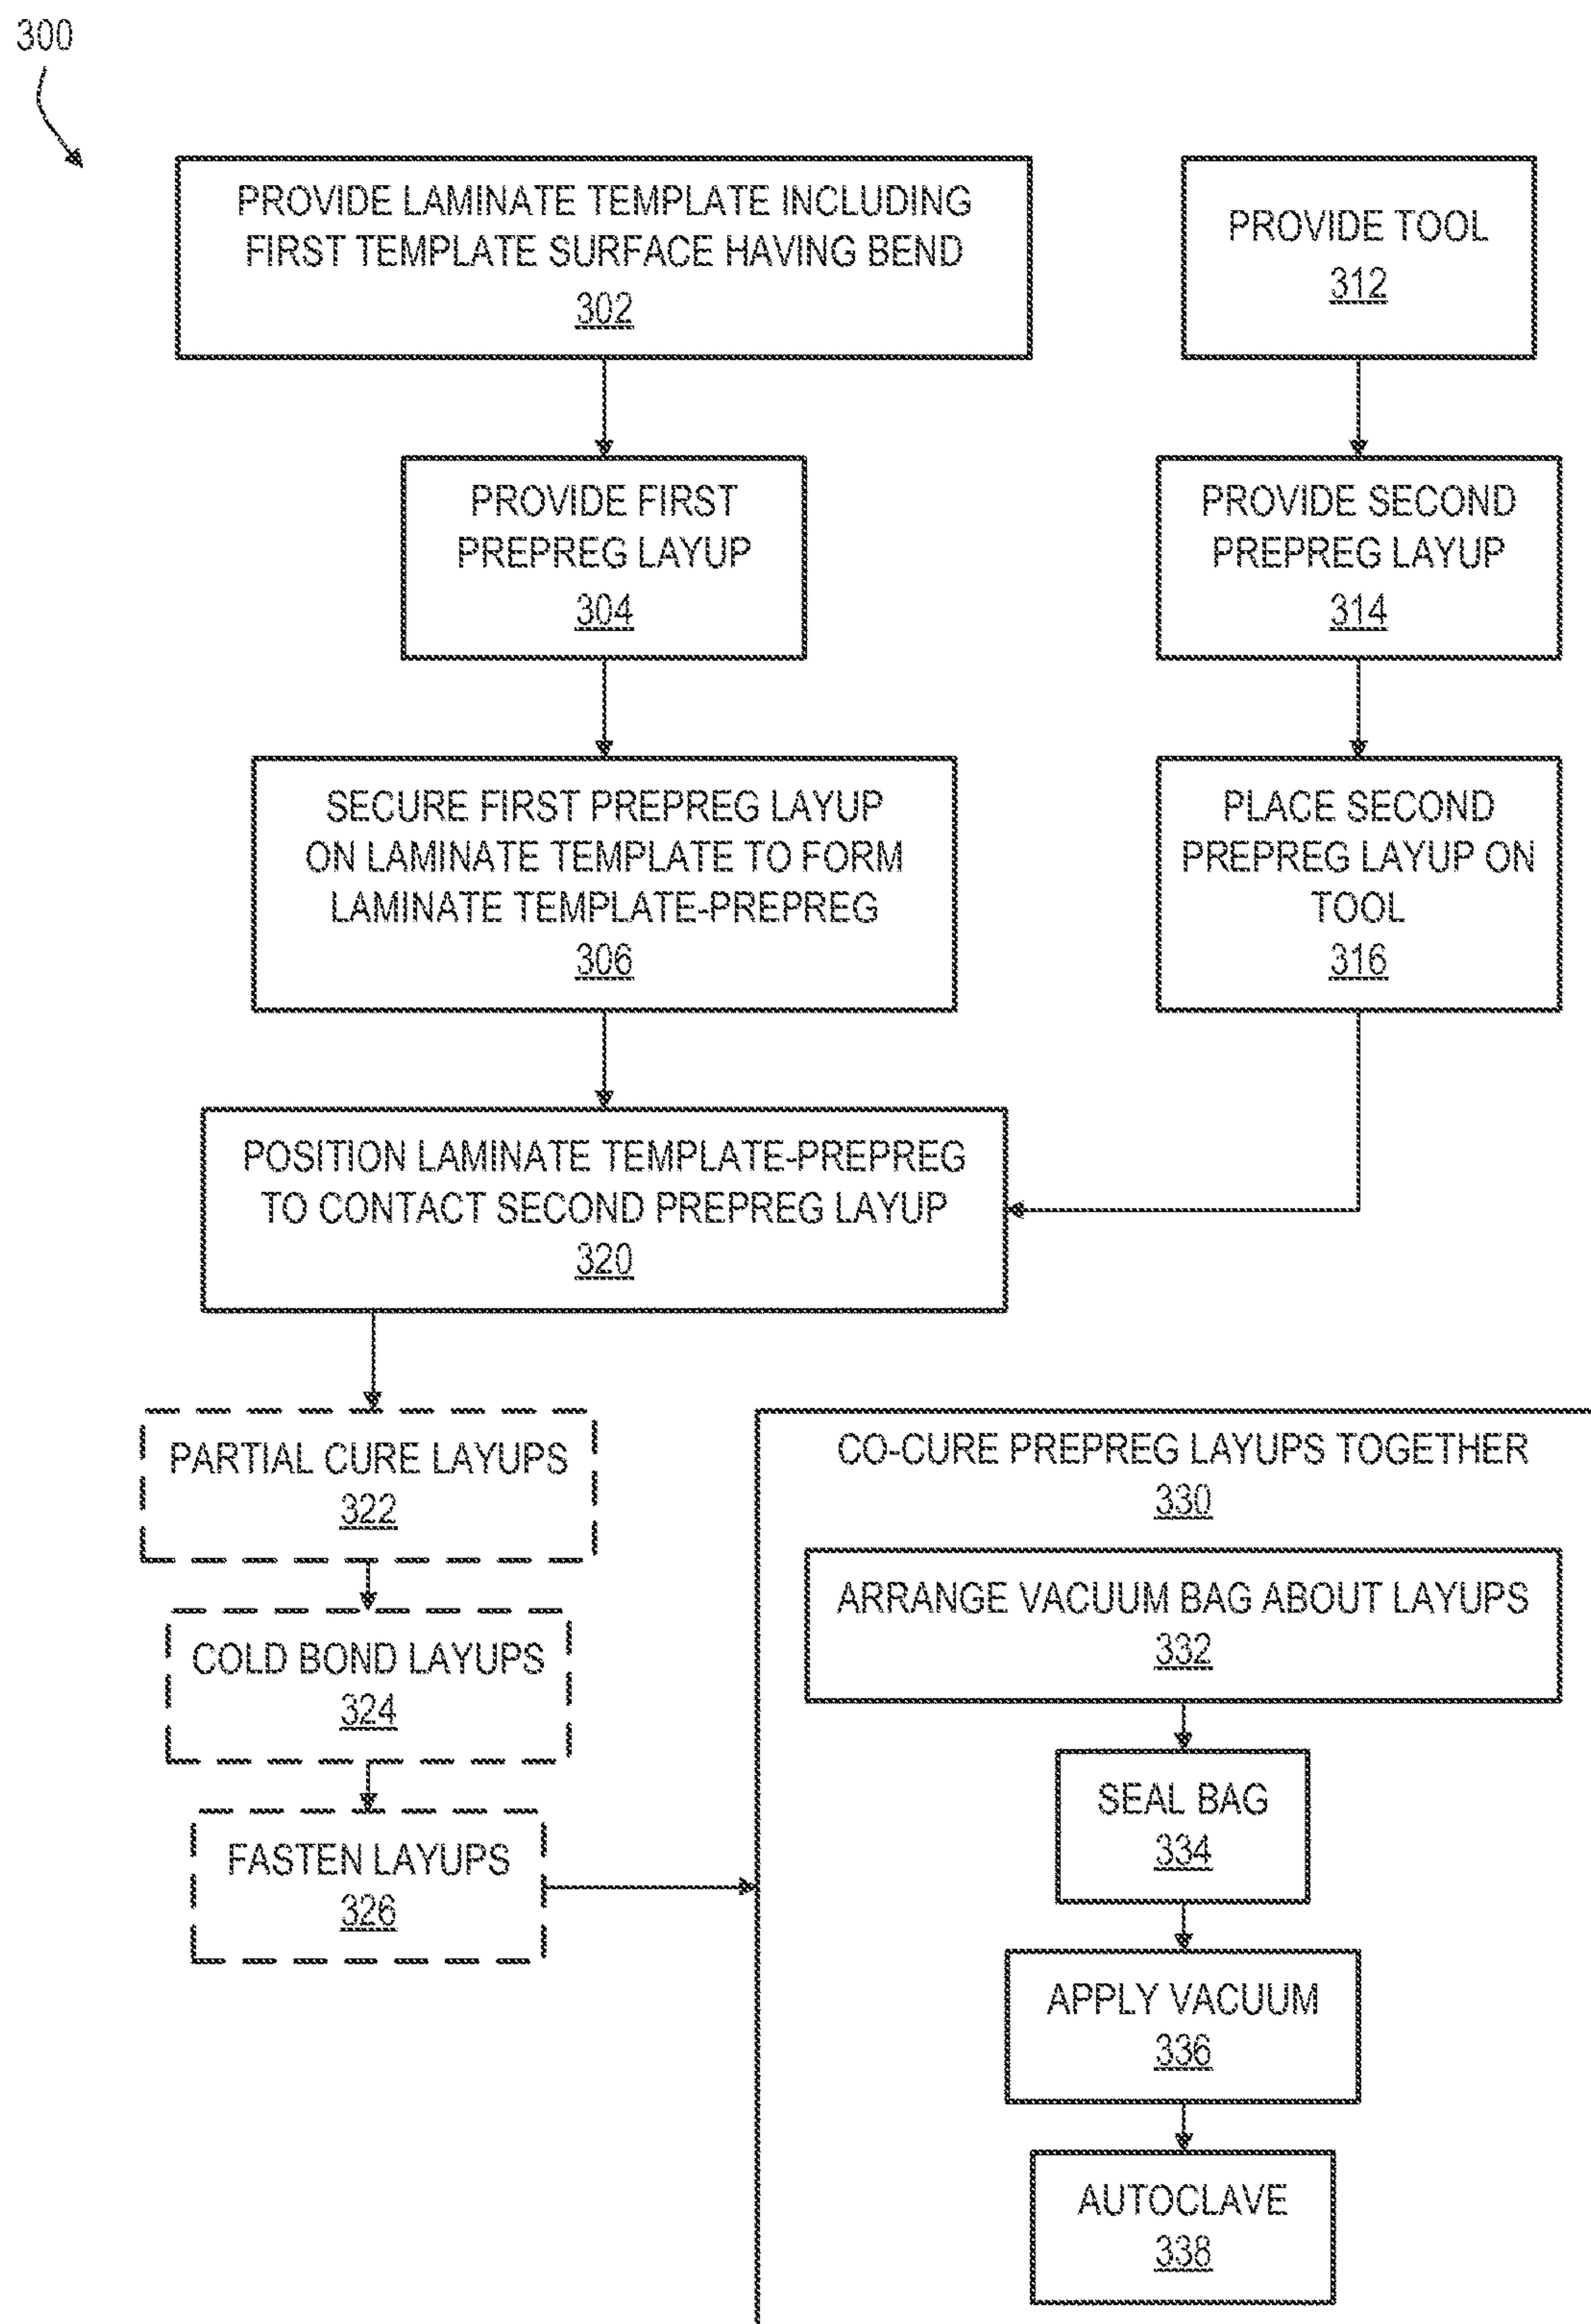 300
PROVIDE LAMINATE TEMPLATE INCLUDING
FIRST TEMPLATE SURFACE HAVING BEND
302
PROVIDE TOOL
312
PROVIDE FIRST
PREPREG LAYUP
304
PROVIDE SECOND
PREPREG LAYUP
314
SECURE FIRST PREPREG LAYUP
ON LAMINATE TEMPLATE TO FORM
LAMINATE TEMPLATE-PREPREG
306
PLACE SECOND
PREPREG LAYUP ON
TOOL
316
POSITION LAMINATE TEMPLATE-PREPREG
TO CONTACT SECOND PREPREG LAYUP
320
PARTIAL CURE LAYUPS
322
COLD BOND LAYUPS
324
FASTEN LAYUPS
326
CO-CURE PREPREG LAYUPS TOGETHER
330
ARRANGE VACUUM BAG ABOUT LAYUPS
332
SEAL BAG
334
APPLY VACUUM
336
AUTOCLAVE
338